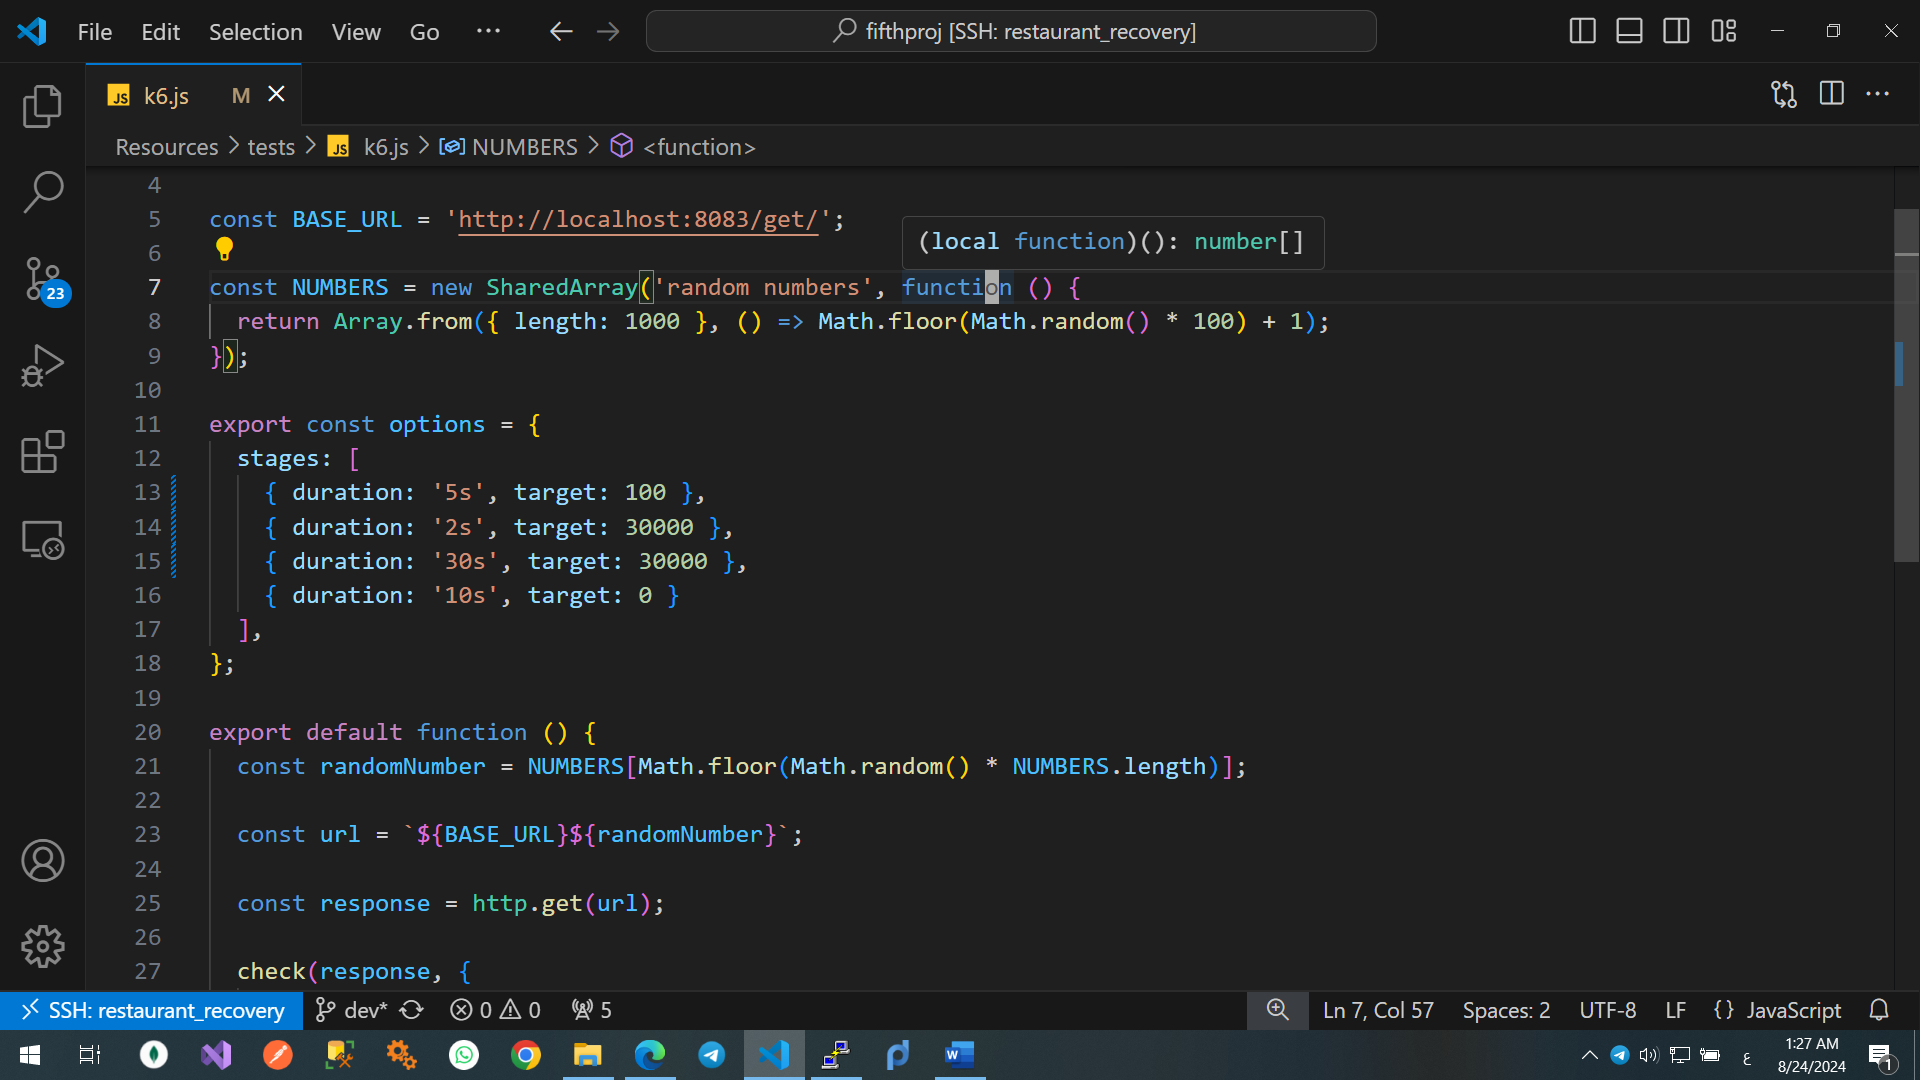 File Edit Selection View Go ··· fifthproj [SSH: restaurant_recovery]
JS k6.js M
Resources > tests > JS k6.js > NUMBERS > <function>
4
5 const BASE_URL = 'http://localhost:8083/get/';
6
(local function)(): number[]
7 const NUMBERS = new SharedArray('random numbers', function () {
8 return Array.from({ length: 1000 }, () => Math.floor(Math.random() * 100) + 1);
9 });
10
11 export const options = {
12 stages: [
13 { duration: '5s', target: 100 },
14 { duration: '2s', target: 30000 },
15 { duration: '30s', target: 30000 },
16 { duration: '10s', target: 0 }
17 ],
18 };
19
20 export default function () {
21 const randomNumber = NUMBERS[Math.floor(Math.random() * NUMBERS.length)];
22
23 const url = `${BASE_URL}${randomNumber}`;
24
25 const response = http.get(url);
26
27 check(response, {
23
SSH: restaurant_recovery dev* 0 0 5 Ln 7, Col 57 Spaces: 2 UTF-8 LF {} JavaScript
ع 1:27 AM
8/24/2024 1